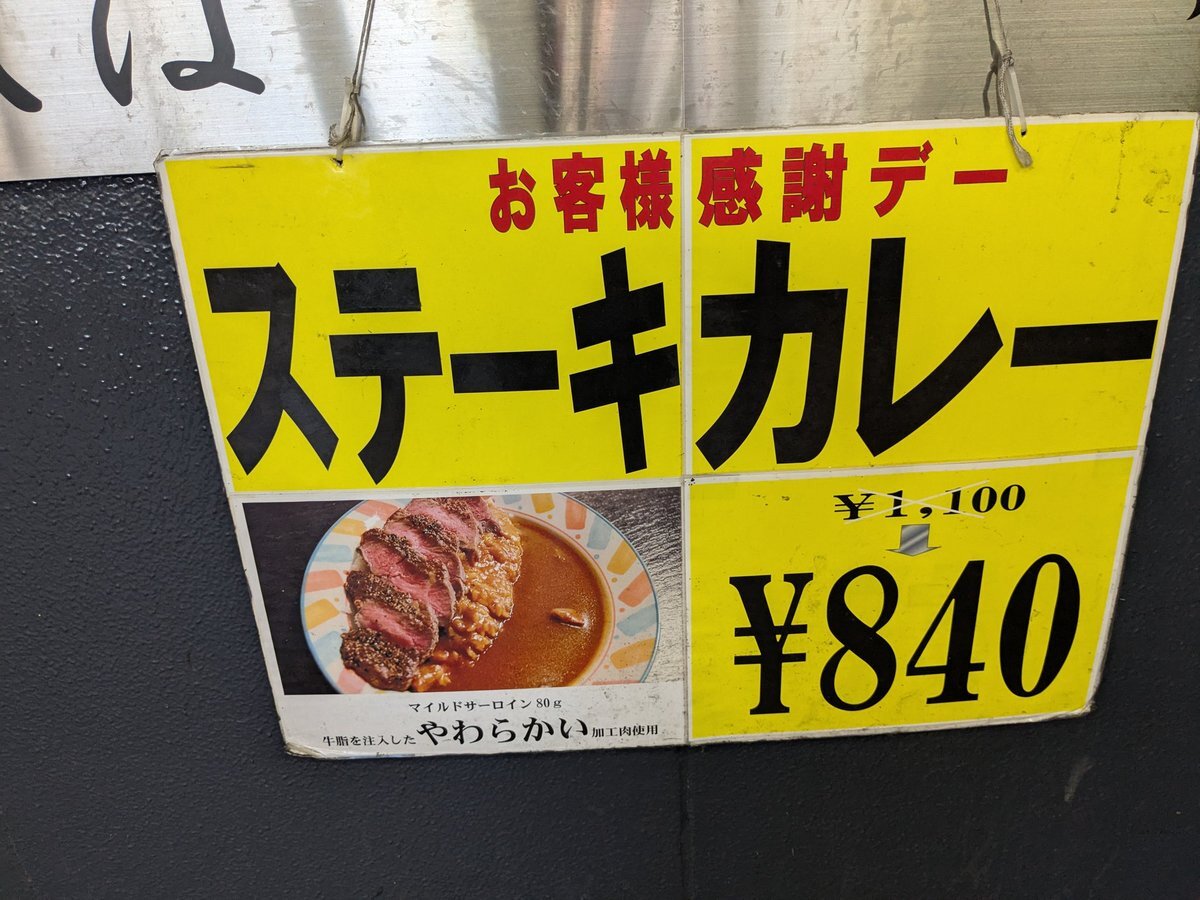 お客様感謝デー
ステーキカレー
¥1,100
¥840
マイルドサーロイン80g
牛脂を注入したやわらかい加工肉使用